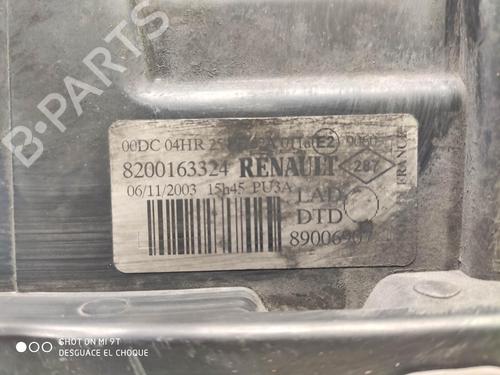 B-PARTS
00DC 04HR E2
8200163324 RENAULT 287
06/11/2003 15h45 PU3A LAD
DTD
FRANCE
SHOT ON MI 9T
DESGUACE EL CHOQUE